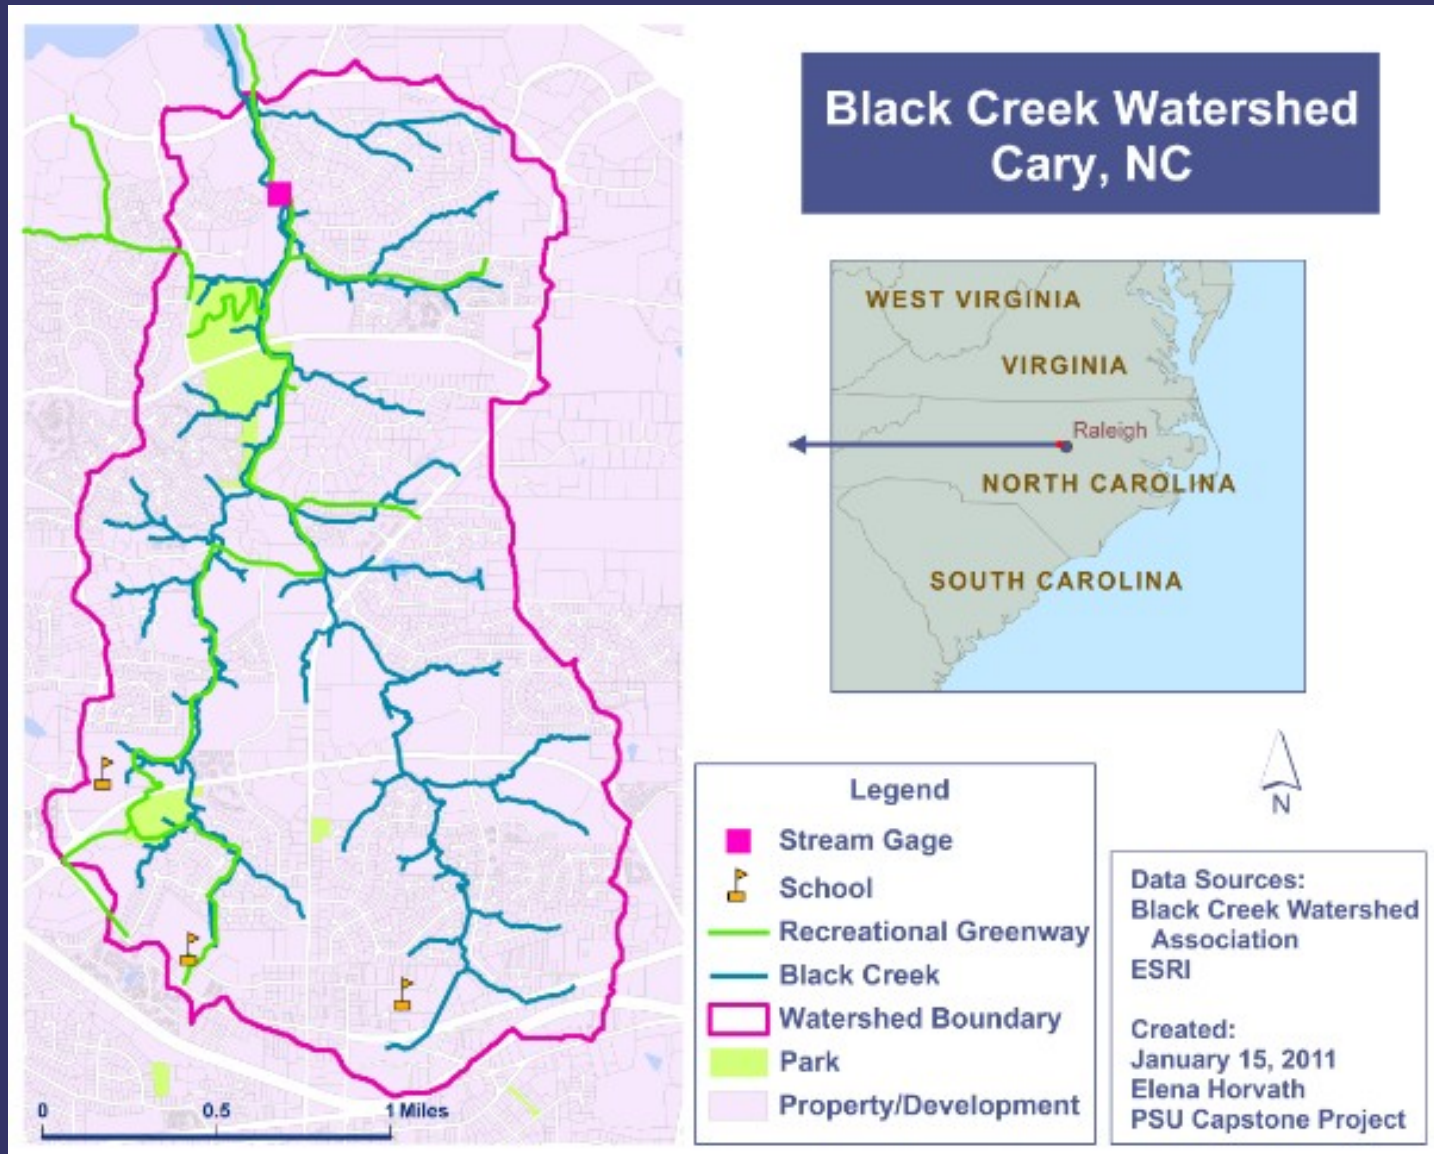 Black Creek Watershed
Cary, NC
WEST VIRGINIA
VIRGINIA
Raleigh
NORTH CAROLINA
SOUTH CAROLINA
N
Legend
Stream Gage
School
Recreational Greenway
Black Creek
Watershed Boundary
Park
Property/Development
Data Sources:
Black Creek Watershed
Association
ESRI
Created:
January 15, 2011
Elena Horvath
PSU Capstone Project
0 0.5 1 Miles